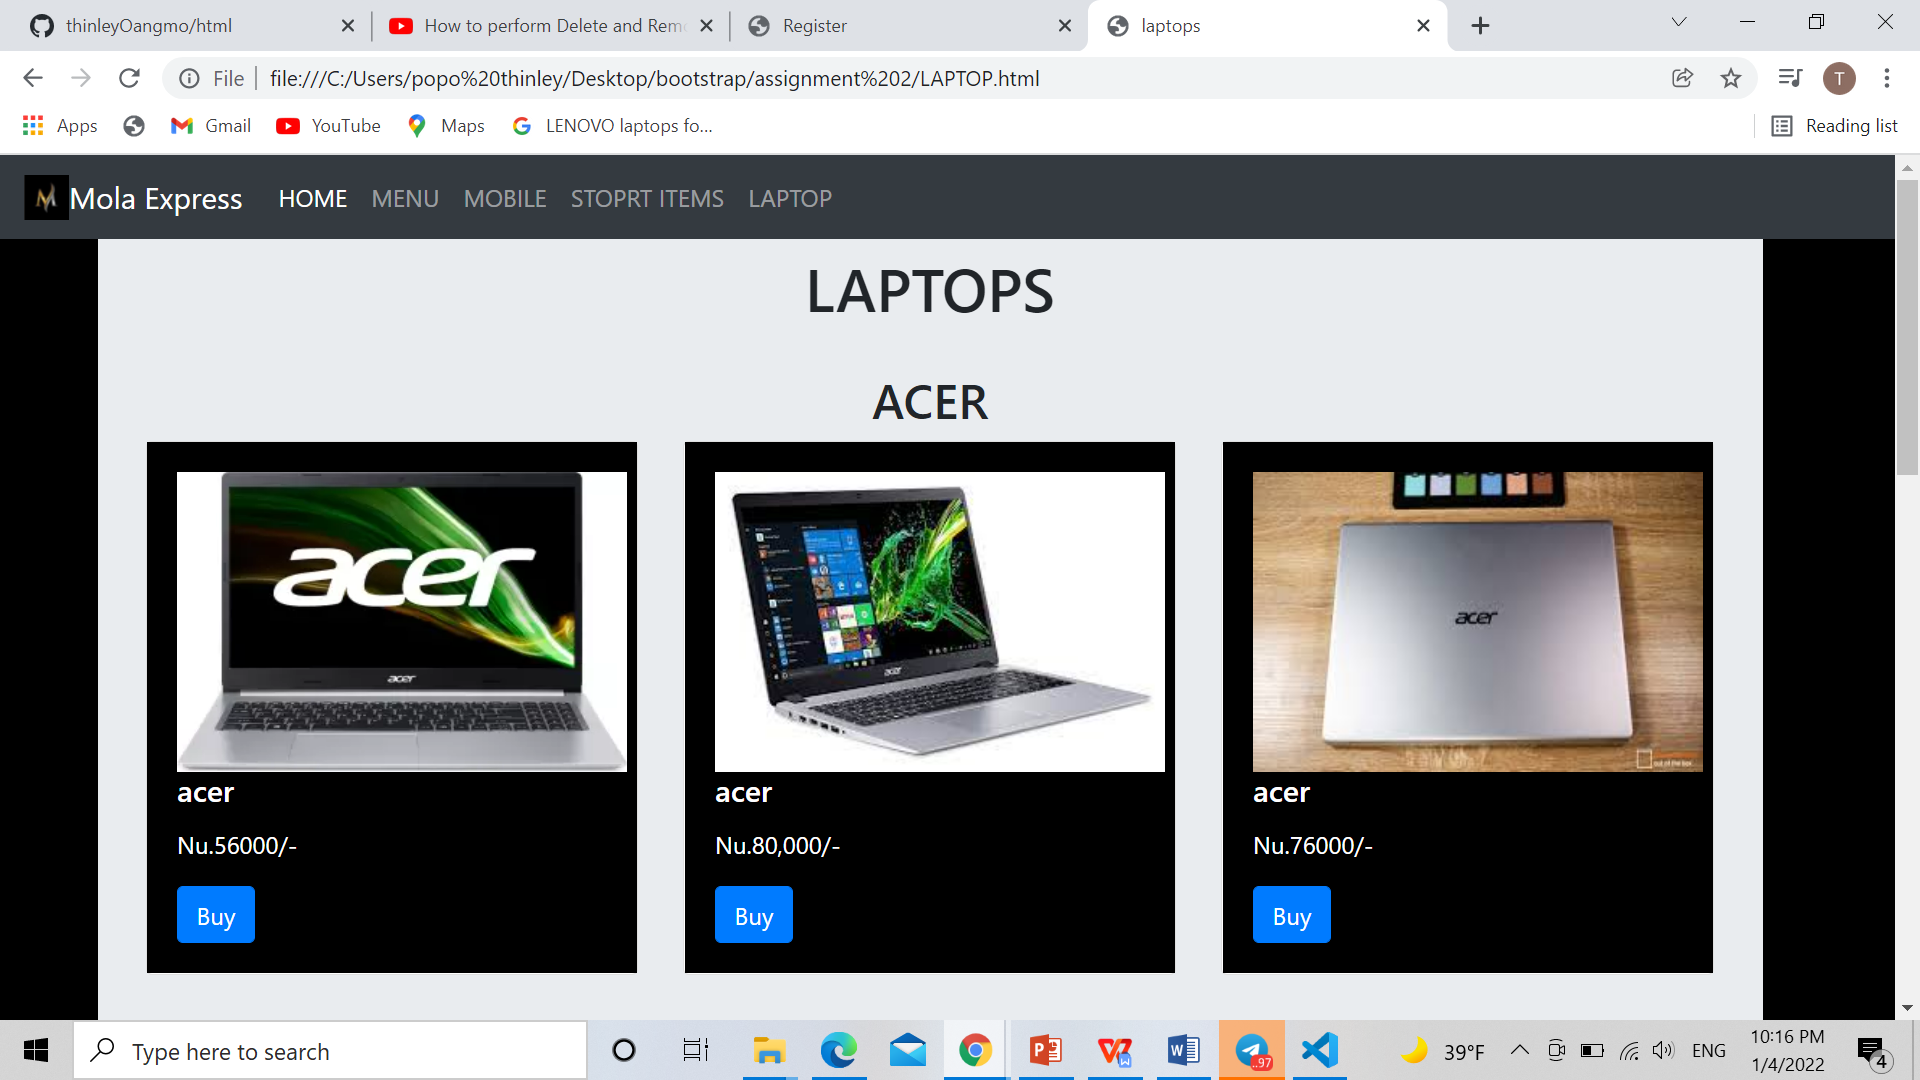 thinleyOangmo/html
How to perform Delete and Rem
Register
laptops
File
file:///C:/Users/popo%20thinley/Desktop/bootstrap/assignment%202/LAPTOP.html
T
Apps
Gmail
YouTube
Maps
LENOVO laptops fo...
Reading list
Mola Express
HOME
MENU
MOBILE
STOPRT ITEMS
LAPTOP
LAPTOPS
ACER
acer
acer
acer
acer
acer
Nu.56000/-
Buy
acer
Nu.80,000/-
Buy
acer
Nu.76000/-
Buy
Type here to search
..97
39°F
ENG
10:16 PM
1/4/2022
4